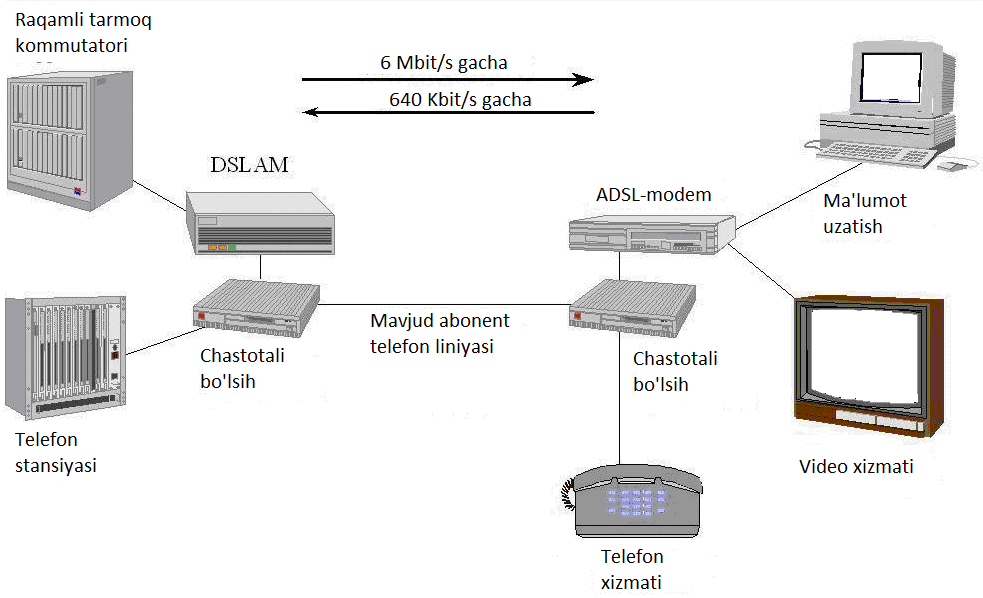 Raqamli tarmoq
kommutatori
6 Mbit/s gacha
640 Kbit/s gacha
DSLAM
ADSL-modem
Ma'lumot
uzatish
Mavjud abonent
telefon liniyasi
Chastotali
bo'lsih
Chastotali
bo'lsih
Telefon
stansiyasi
Video xizmati
Telefon
xizmati